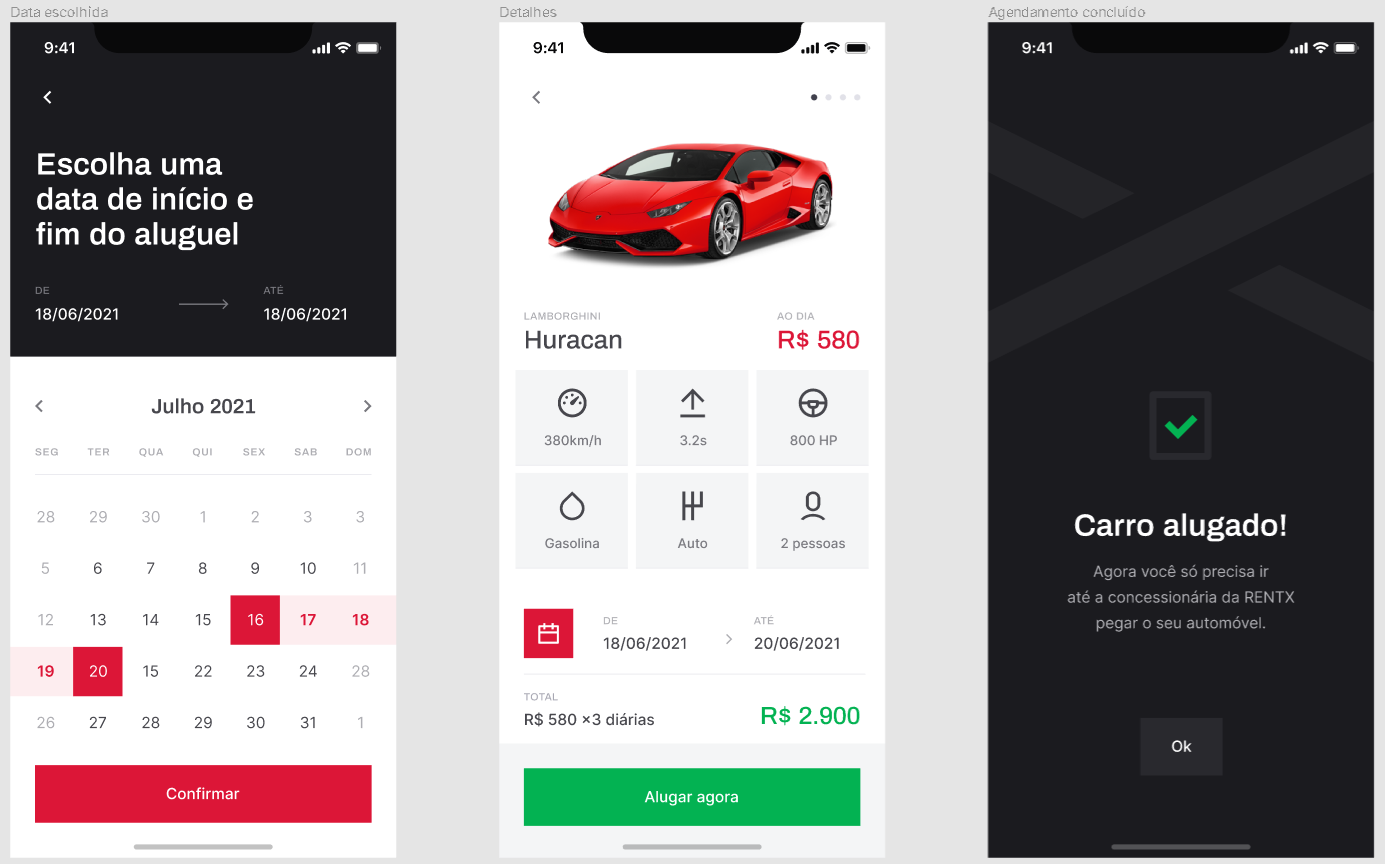 Data escolhida
9:41
Escolha uma
data de início e
fim do aluguel
DE
ATÉ
18/06/2021
18/06/2021
Julho 2021
SEG TER QUA QUI SEX SAB DOM
28 29 30 1 2 3 3
5 6 7 8 9 10 11
12 13 14 15 16 17 18
19 20 15 22 23 24 28
26 27 28 29 30 31 1
Confirmar
Detalhes
9:41
LAMBORGHINI
AO DIA
Huracan
R$ 580
380km/h
3.2s
800 HP
Gasolina
Auto
2 pessoas
DE
ATÉ
18/06/2021
20/06/2021
TOTAL
R$ 580 ×3 diárias
R$ 2.900
Alugar agora
Agendamento concluído
9:41
Carro alugado!
Agora você só precisa ir
até a concessionária da RENTX
pegar o seu automóvel.
Ok